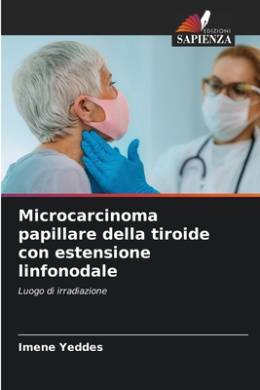 EDIZIONI
SAPIENZA
Microcarcinoma
papillare della tiroide
con estensione
linfonodale
Luogo di irradiazione
Imene Yeddes